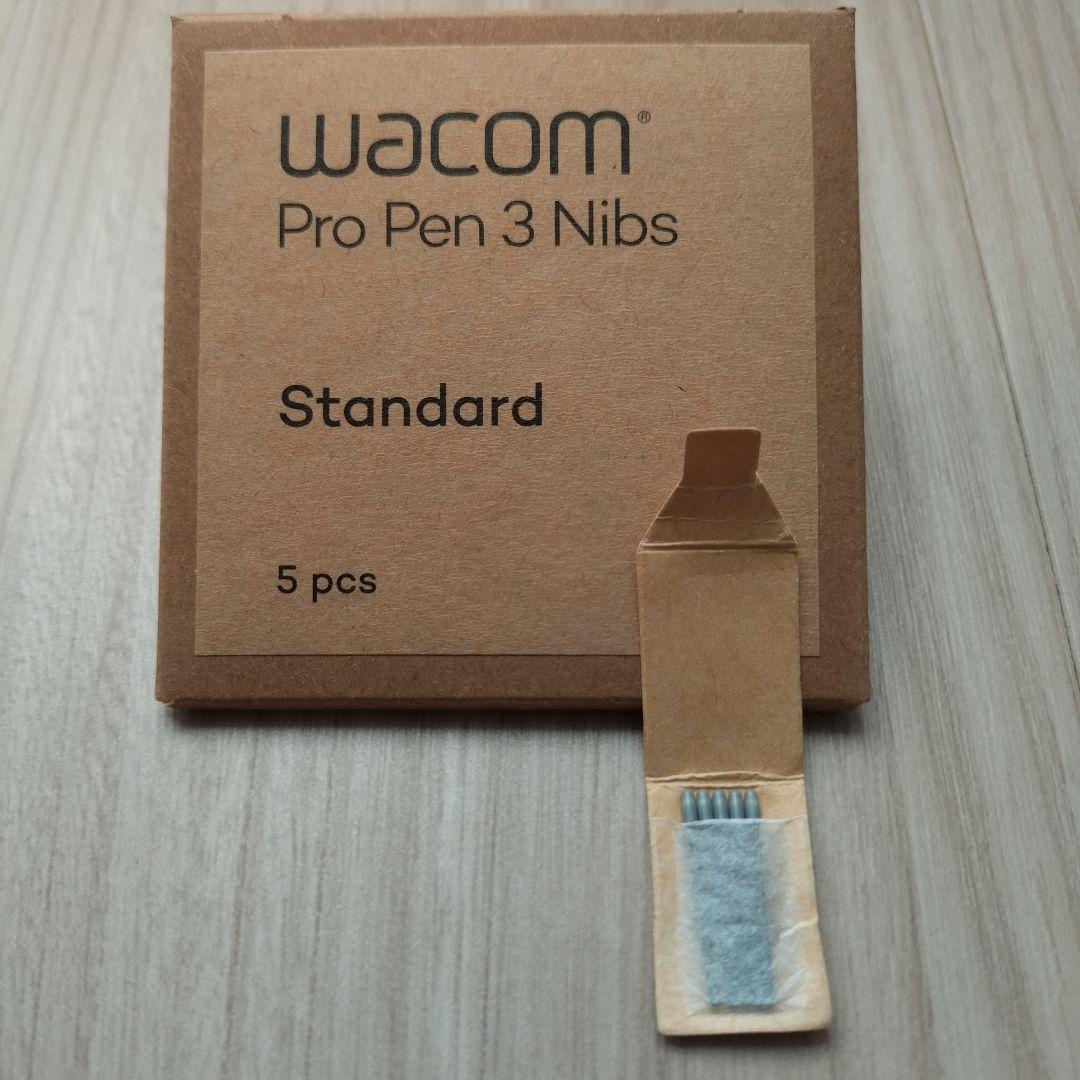 wacom®
Pro Pen 3 Nibs
Standard
5 pcs